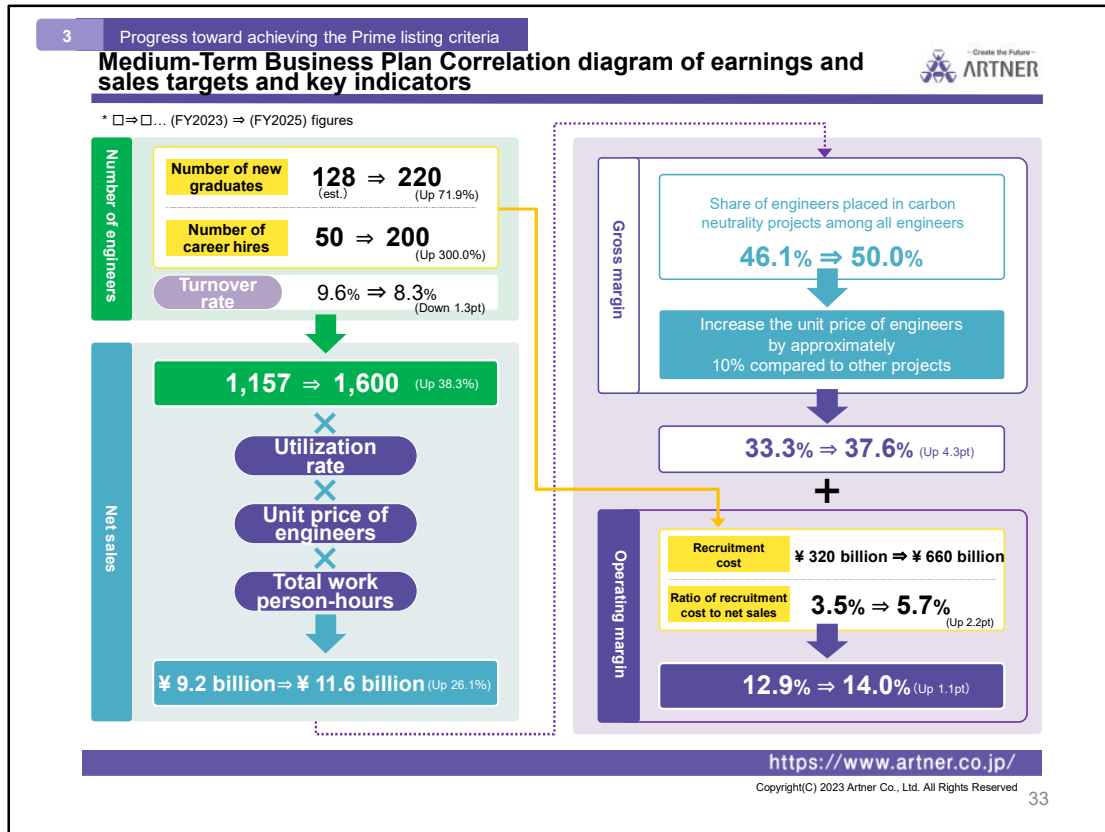 3
Progress toward achieving the Prime listing criteria
Medium-Term Business Plan Correlation diagram of earnings and
sales targets and key indicators
—Create the Future—
ARTNER
* □⇒□… (FY2023) ⇒ (FY2025) figures
Number of engineers
Number of new
graduates
128 ⇒ 220
(est.)
(Up 71.9%)
Number of
career hires
50 ⇒ 200
(Up 300.0%)
Turnover
rate
9.6% ⇒ 8.3%
(Down 1.3pt)
Net sales
1,157 ⇒ 1,600 (Up 38.3%)
×
Utilization
rate
×
Unit price of
engineers
×
Total work
person-hours
¥ 9.2 billion⇒ ¥ 11.6 billion (Up 26.1%)
Gross margin
Share of engineers placed in carbon
neutrality projects among all engineers
46.1% ⇒ 50.0%
Increase the unit price of engineers
by approximately
10% compared to other projects
33.3% ⇒ 37.6% (Up 4.3pt)
+
Operating margin
Recruitment
cost
¥ 320 billion ⇒ ¥ 660 billion
Ratio of recruitment
cost to net sales
3.5% ⇒ 5.7%
(Up 2.2pt)
12.9% ⇒ 14.0% (Up 1.1pt)
https://www.artner.co.jp/
Copyright(C) 2023 Artner Co., Ltd. All Rights Reserved
33